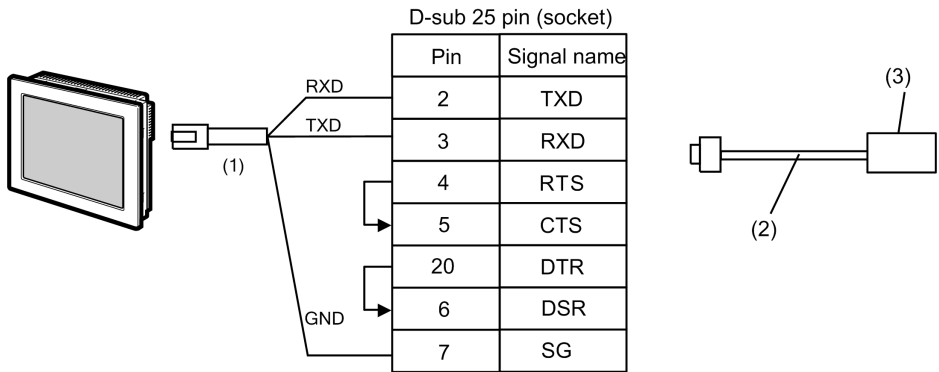 D-sub 25 pin (socket)
Pin Signal name
RXD 2 TXD
TXD 3 RXD
(1)
4 RTS
5 CTS
20 DTR
GND 6 DSR
7 SG
(3)
(2)